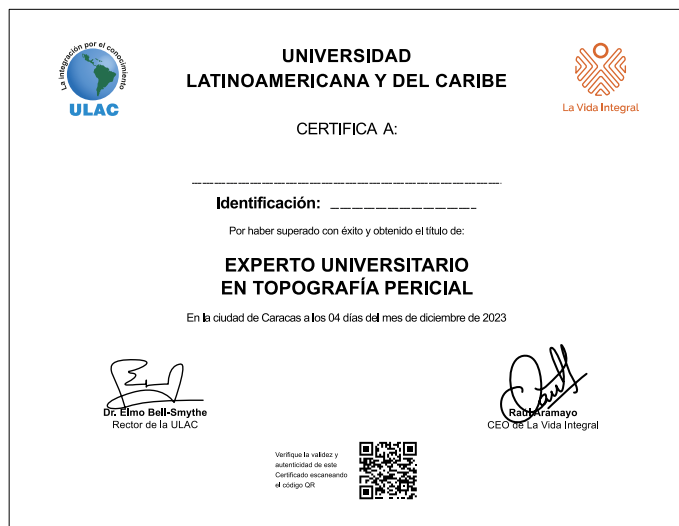 La integración por el conocimiento
ULAC
UNIVERSIDAD
LATINOAMERICANA Y DEL CARIBE
La Vida Integral
CERTIFICA A:
Identificación:
Por haber superado con éxito y obtenido el título de:
EXPERTO UNIVERSITARIO
EN TOPOGRAFÍA PERICIAL
En la ciudad de Caracas a los 04 días del mes de diciembre de 2023
Dr. Elmo Bell-Smythe
Rector de la ULAC
Raúl Aramayo
CEO de La Vida Integral
Verifique la validez y
autenticidad de este
Certificado escaneando
el código QR